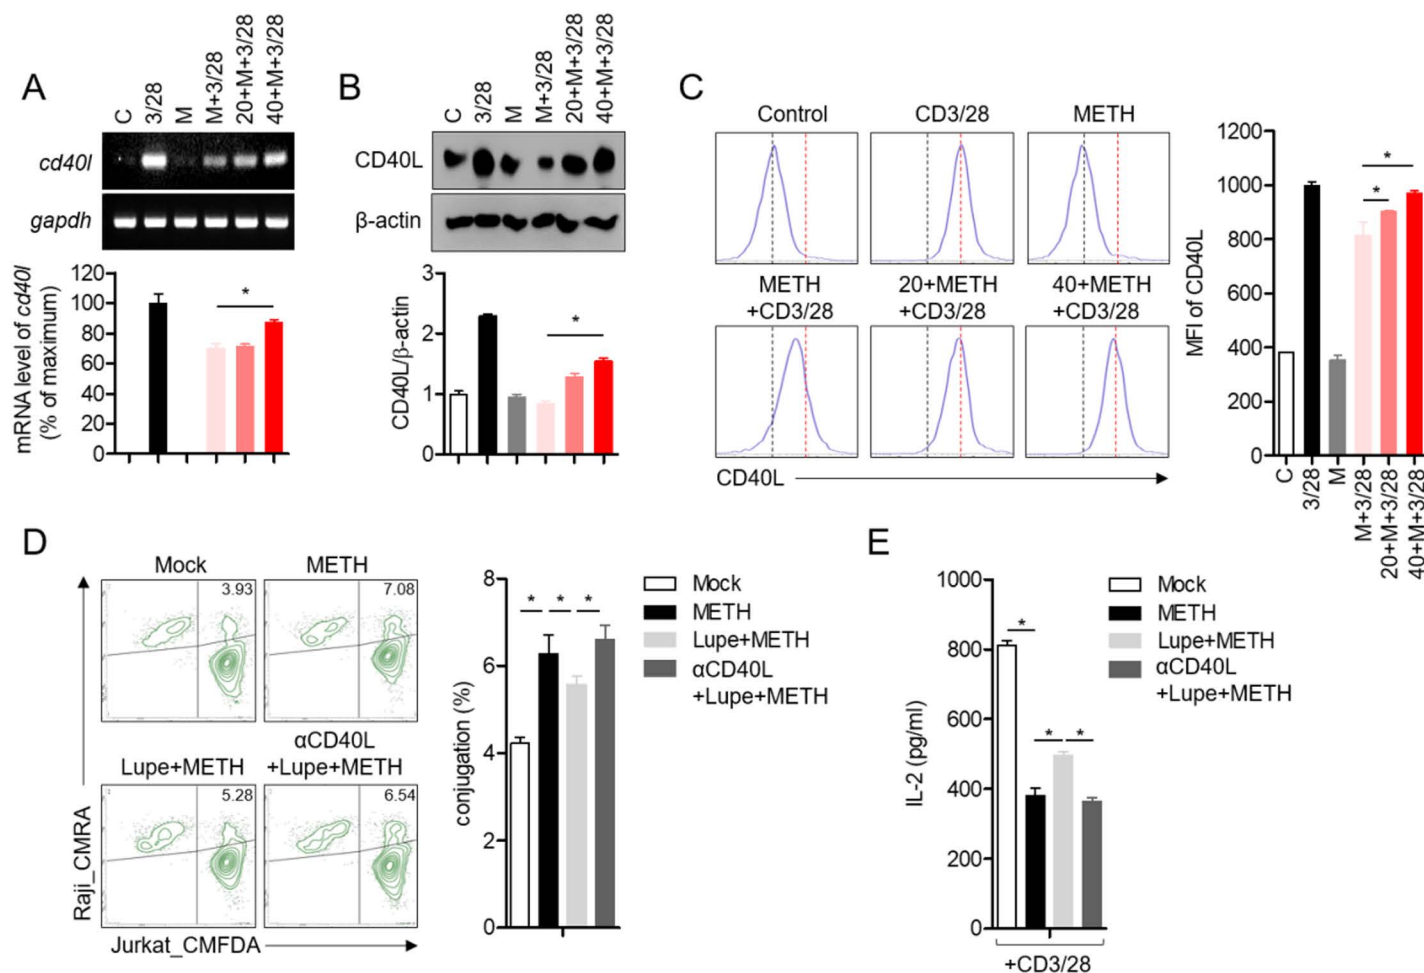 A
C
3/28
M
M+3/28
20+M+3/28
40+M+3/28
cd40l
gapdh
mRNA level of cd40l
(% of maximum)
120
100
80
60
40
20
0
*
B
C
3/28
M
M+3/28
20+M+3/28
40+M+3/28
CD40L
β-actin
CD40L/β-actin
3
2
1
0
*
C
Control
CD3/28
METH
METH
+CD3/28
20+METH
+CD3/28
40+METH
+CD3/28
CD40L
MFI of CD40L
1200
1000
800
600
400
200
0
*
*
C
3/28
M
M+3/28
20+M+3/28
40+M+3/28
D
Mock
3.93
METH
7.08
Lupe+METH
5.28
αCD40L
+Lupe+METH
6.54
Raji_CMRA
Jurkat_CMFDA
conjugation (%)
8
6
4
2
0
* * *
Mock
METH
Lupe+METH
αCD40L
+Lupe+METH
E
IL-2 (pg/ml)
1000
800
600
400
200
0
*
* *
+CD3/28
Mock
METH
Lupe+METH
αCD40L
+Lupe+METH